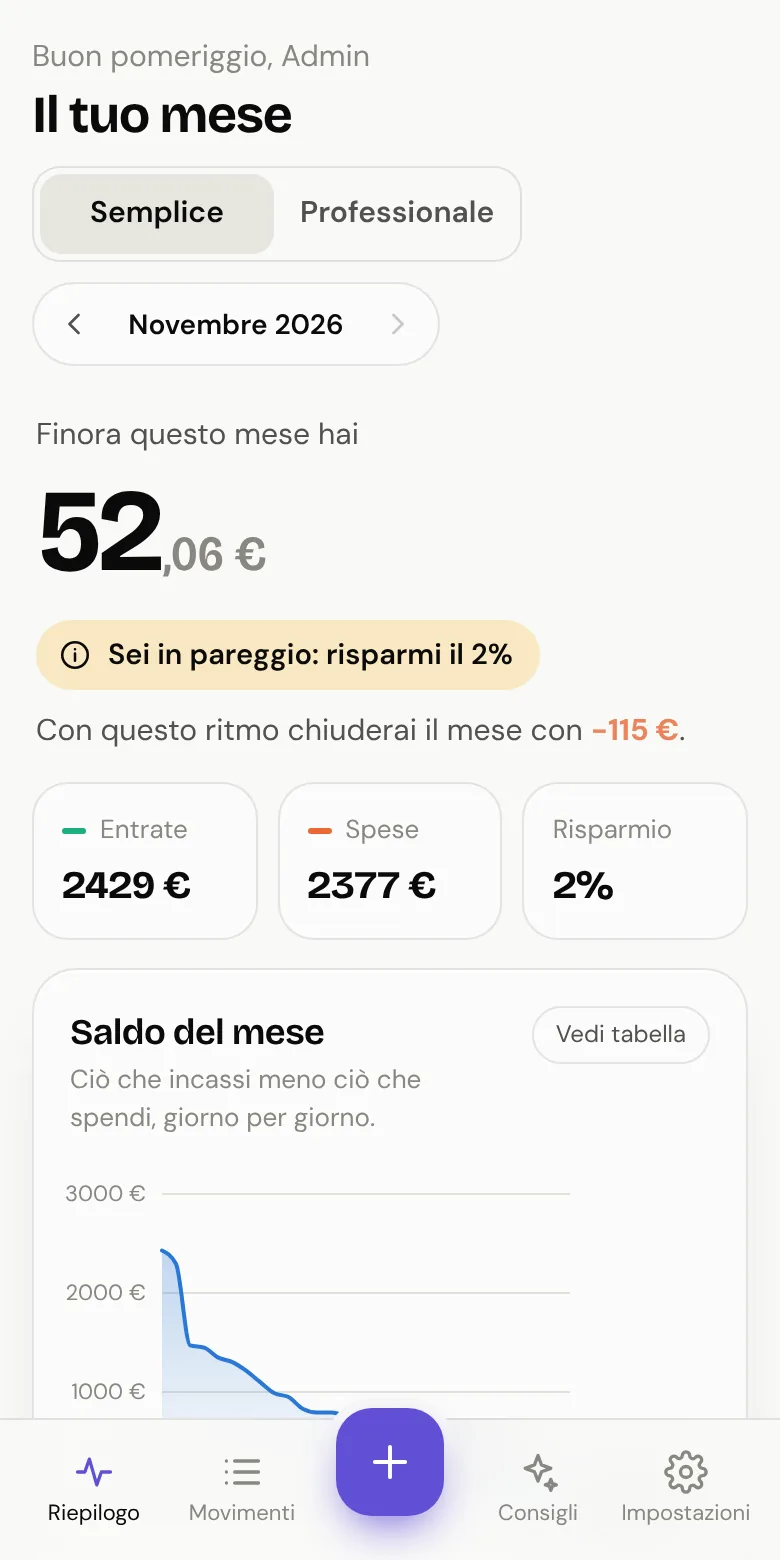 Buon pomeriggio, Admin
Il tuo mese
Semplice Professionale
Novembre 2026
Finora questo mese hai
52,06 €
Sei in pareggio: risparmi il 2%
Con questo ritmo chiuderai il mese con −115 €.
Entrate Spese Risparmio
2429 € 2377 € 2%
Saldo del mese Vedi tabella
Ciò che incassi meno ciò che
spendi, giorno per giorno.
3000 €
2000 €
1000 €
Riepilogo Movimenti Consigli Impostazioni